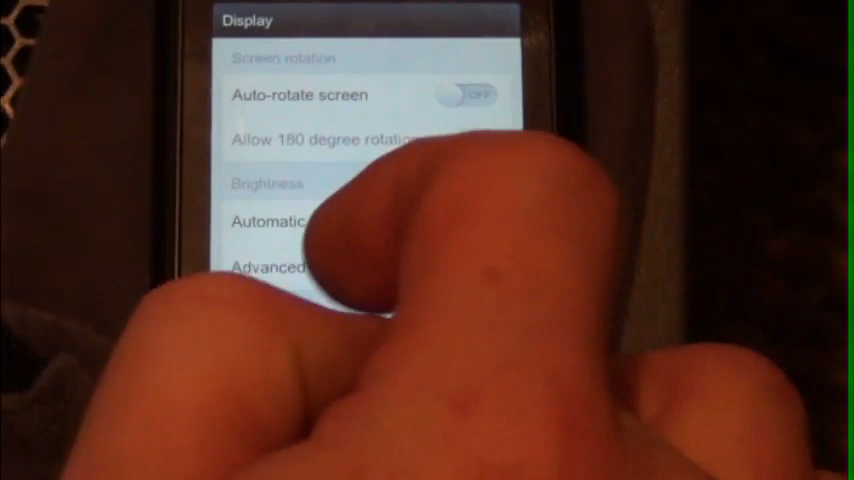 Display
Screen rotation
Auto-rotate screen
OFF
Allow 180 degree rotation
Brightness
Automatic
Advanced